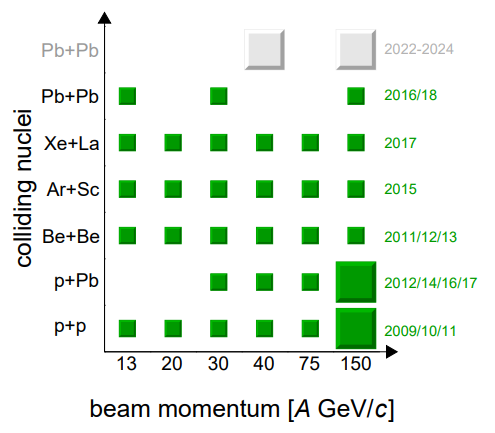 Pb+Pb 2022-2024
Pb+Pb 2016/18
Xe+La 2017
Ar+Sc 2015
Be+Be 2011/12/13
p+Pb 2012/14/16/17
p+p 2009/10/11
colliding nuclei
13 20 30 40 75 150
beam momentum [A GeV/c]